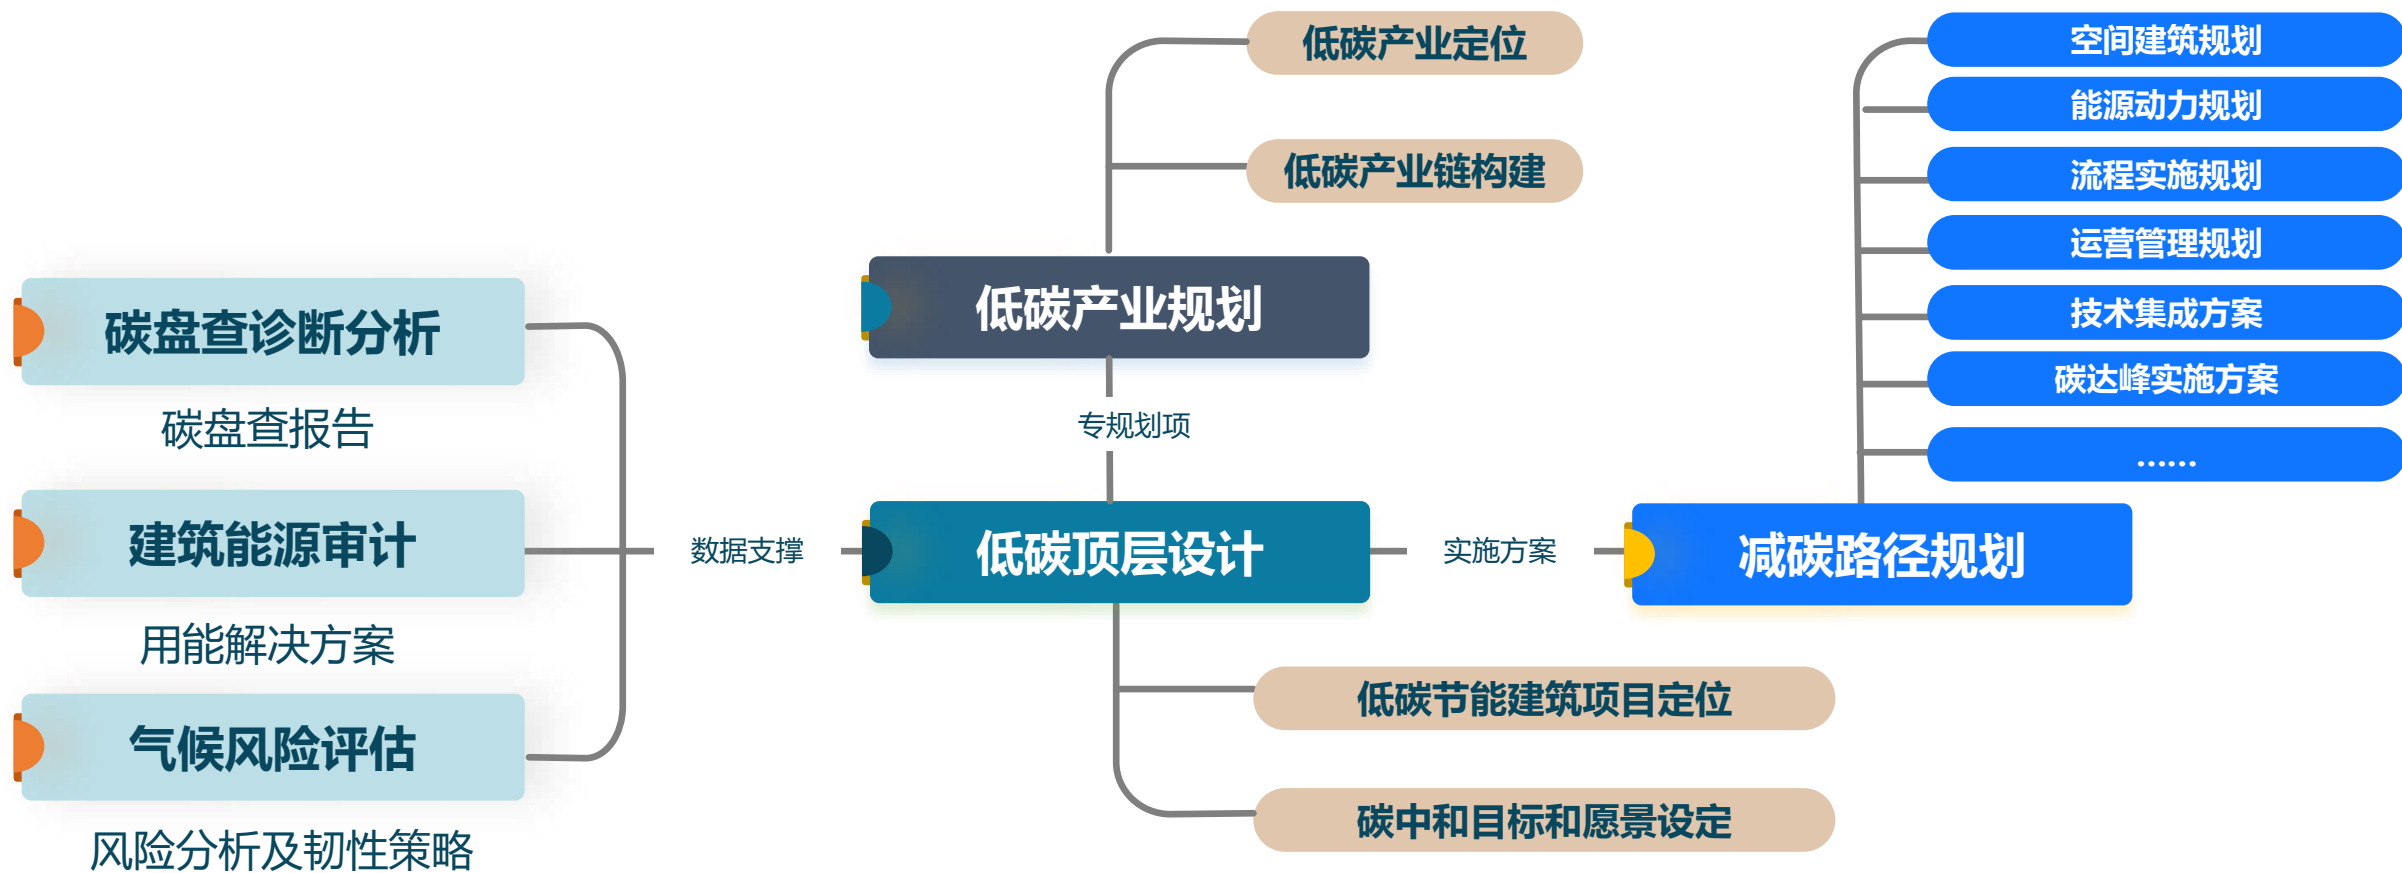 碳盘查诊断分析
碳盘查报告
建筑能源审计
用能解决方案
气候风险评估
风险分析及韧性策略
数据支撑
低碳产业定位
低碳产业链构建
低碳产业规划
专规划项
低碳顶层设计
实施方案
低碳节能建筑项目定位
碳中和目标和愿景设定
空间建筑规划
能源动力规划
流程实施规划
运营管理规划
技术集成方案
碳达峰实施方案
......
减碳路径规划